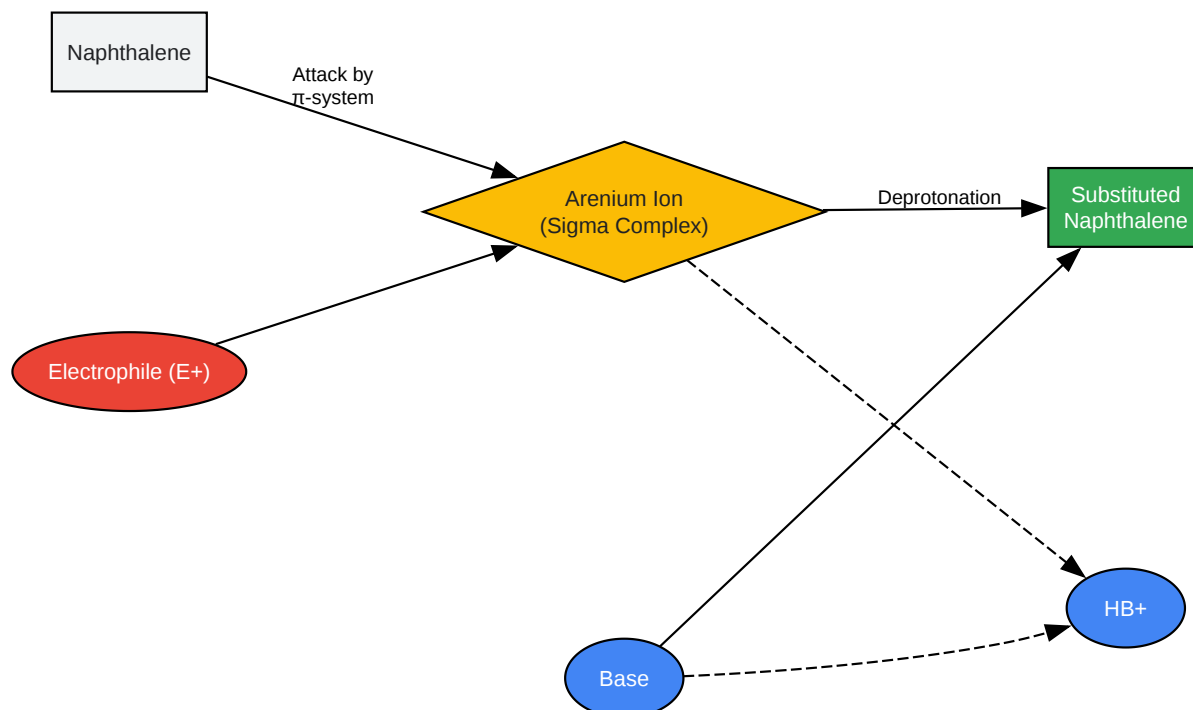 Naphthalene
Attack by
π-system
Arenium Ion
(Sigma Complex)
Deprotonation
Substituted
Naphthalene
Electrophile (E+)
HB+
Base